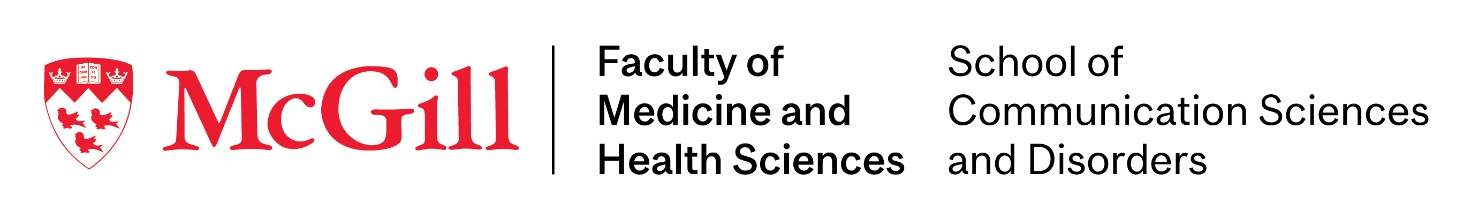 McGill
Faculty of
Medicine and
Health Sciences
School of
Communication Sciences
and Disorders